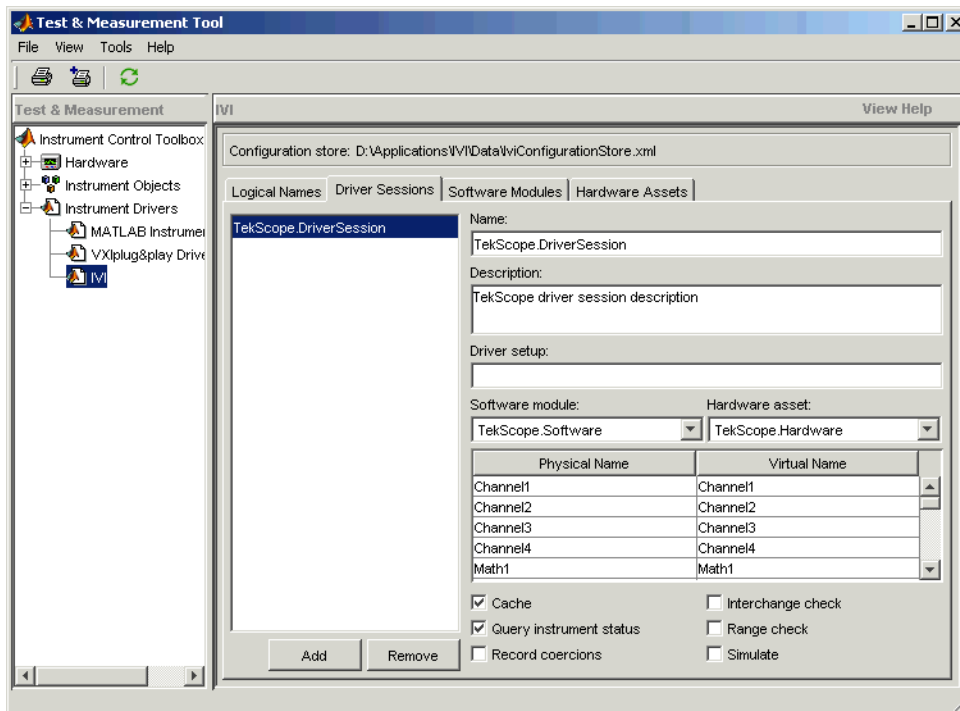 Test & Measurement Tool
File View Tools Help
Test & Measurement
Instrument Control Toolbox
Hardware
Instrument Objects
Instrument Drivers
MATLAB Instrumer
VXIplug&play Drive
IVI
IVI View Help
Configuration store: D:\Applications\IVI\Data\IviConfigurationStore.xml
Logical Names Driver Sessions Software Modules Hardware Assets
TekScope.DriverSession
Add Remove
Name:
TekScope.DriverSession
Description:
TekScope driver session description
Driver setup:
Software module: Hardware asset:
TekScope.Software TekScope.Hardware
Physical Name Virtual Name
Channel1 Channel1
Channel2 Channel2
Channel3 Channel3
Channel4 Channel4
Math1 Math1
Cache Interchange check
Query instrument status Range check
Record coercions Simulate